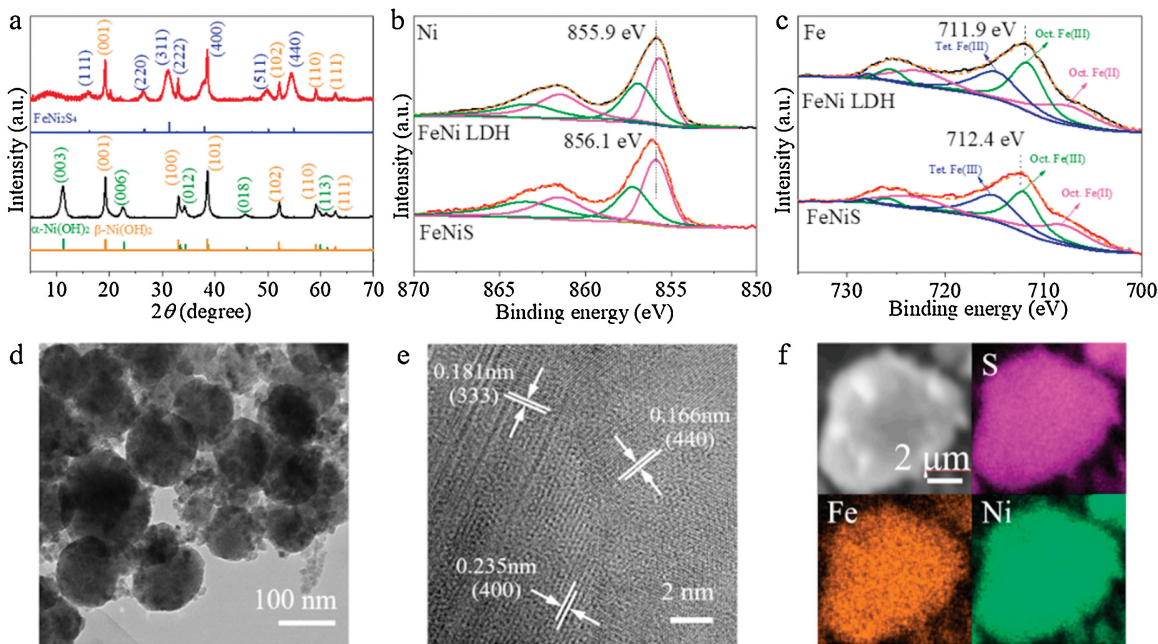 a
(111)
(001)
(220)
(311)
(222)
(400)
(511)
(102)
(440)
(110)
(111)
FeNi₂S₄
(003)
(001)
(006)
(100)
(012)
(101)
(018)
(102)
(110)
(113)
(111)
α-Ni(OH)₂ β-Ni(OH)₂
Intensity (a.u.)
10 20 30 40 50 60 70
2θ (degree)
b
Ni
855.9 eV
FeNi LDH
856.1 eV
FeNiS
Intensity (a.u.)
870 865 860 855 850
Binding energy (eV)
c
Fe
711.9 eV
Tet. Fe(III)
Oct. Fe(III)
Oct. Fe(II)
FeNi LDH
712.4 eV
Tet. Fe(III)
Oct. Fe(III)
Oct. Fe(II)
FeNiS
Intensity (a.u.)
730 720 710 700
Binding energy (eV)
d
100 nm
e
0.181nm
(333)
0.166nm
(440)
0.235nm
(400)
2 nm
f
2 μm
S
Fe
Ni